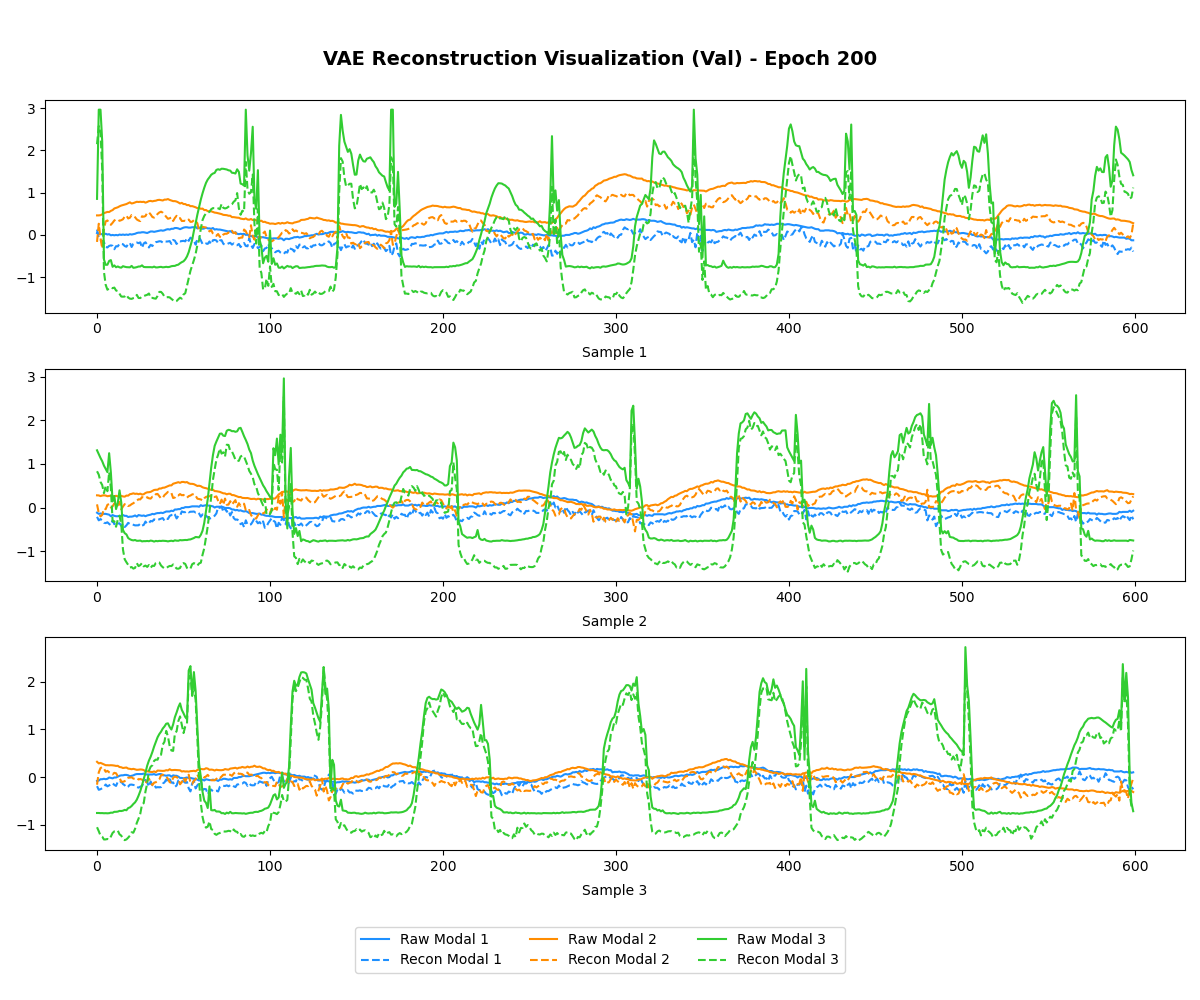 VAE Reconstruction Visualization (Val) - Epoch 200
3
2
1
0
−1
0 100 200 300 400 500 600
Sample 1
3
2
1
0
−1
0 100 200 300 400 500 600
Sample 2
2
1
0
−1
0 100 200 300 400 500 600
Sample 3
Raw Modal 1 Raw Modal 2 Raw Modal 3
Recon Modal 1 Recon Modal 2 Recon Modal 3